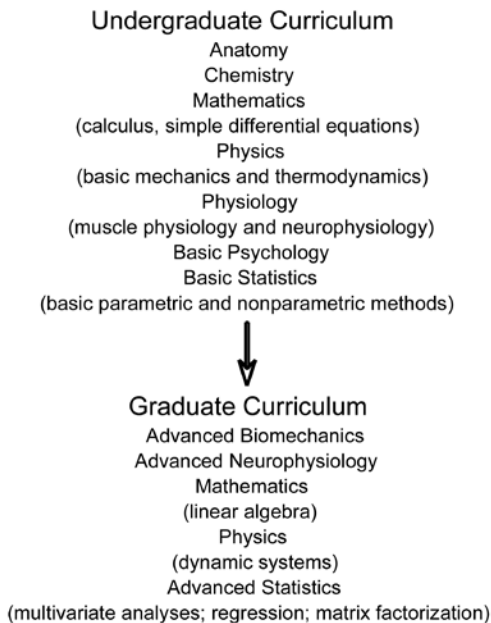 Undergraduate Curriculum
Anatomy
Chemistry
Mathematics
(calculus, simple differential equations)
Physics
(basic mechanics and thermodynamics)
Physiology
(muscle physiology and neurophysiology)
Basic Psychology
Basic Statistics
(basic parametric and nonparametric methods)
Graduate Curriculum
Advanced Biomechanics
Advanced Neurophysiology
Mathematics
(linear algebra)
Physics
(dynamic systems)
Advanced Statistics
(multivariate analyses; regression; matrix factorization)